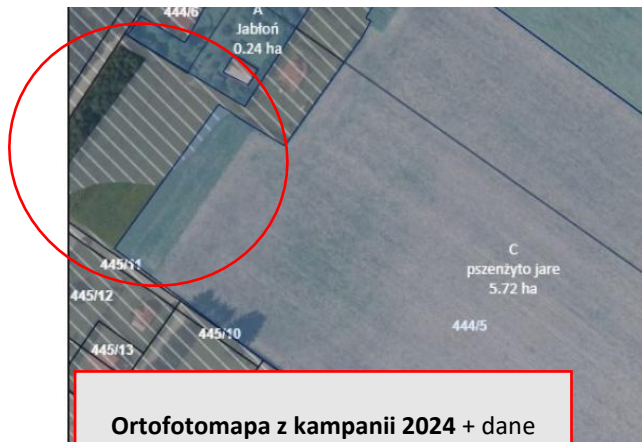 444/6
A
Jabłoń
0.24 ha
C
pszenżyto jare
5.72 ha
444/5
445/11
445/12
445/10
445/13
Ortofotomapa z kampanii 2024 + dane